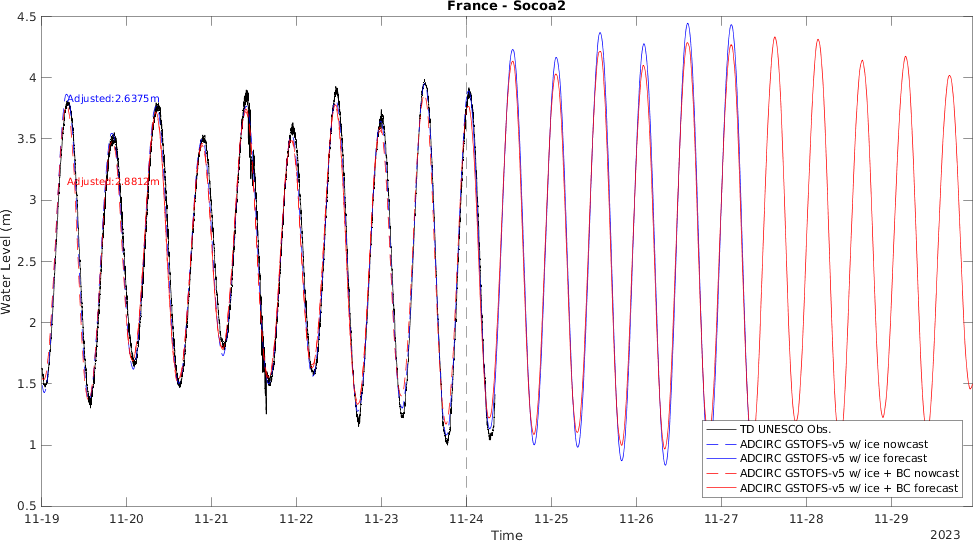 France - Socoa2
4.5
4
3.5
3
2.5
2
1.5
1
0.5
Water Level (m)
Adjusted:2.6375m
Adjusted:2.8812m
TD UNESCO Obs.
ADCIRC GSTOFS-v5 w/ ice nowcast
ADCIRC GSTOFS-v5 w/ ice forecast
ADCIRC GSTOFS-v5 w/ ice + BC nowcast
ADCIRC GSTOFS-v5 w/ ice + BC forecast
11-19 11-20 11-21 11-22 11-23 11-24 11-25 11-26 11-27 11-28 11-29
Time
2023